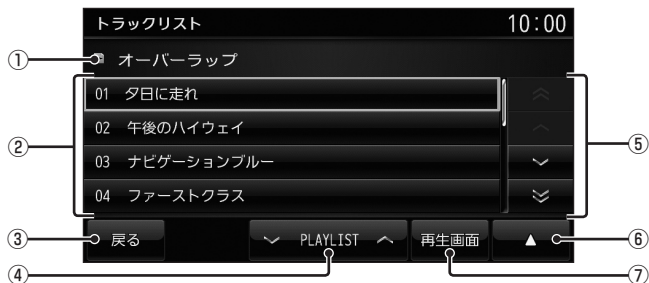 トラックリスト 10:00
① オーバーラップ
② 01 夕日に走れ
02 午後のハイウェイ
03 ナビゲーションブルー
04 ファーストクラス
⑤
③ 戻る PLAYLIST 再生画面 ▲ ⑥
④ ⑦